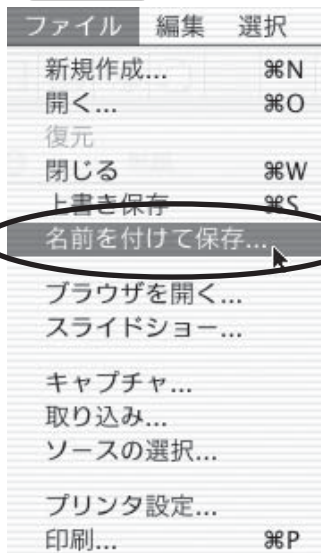 ファイル 編集 選択
新規作成... ⌘N
開く... ⌘O
復元
閉じる ⌘W
上書き保存 ⌘S
名前を付けて保存...
ブラウザを開く...
スライドショー...
キャプチャ...
取り込み...
ソースの選択...
プリンタ設定...
印刷... ⌘P